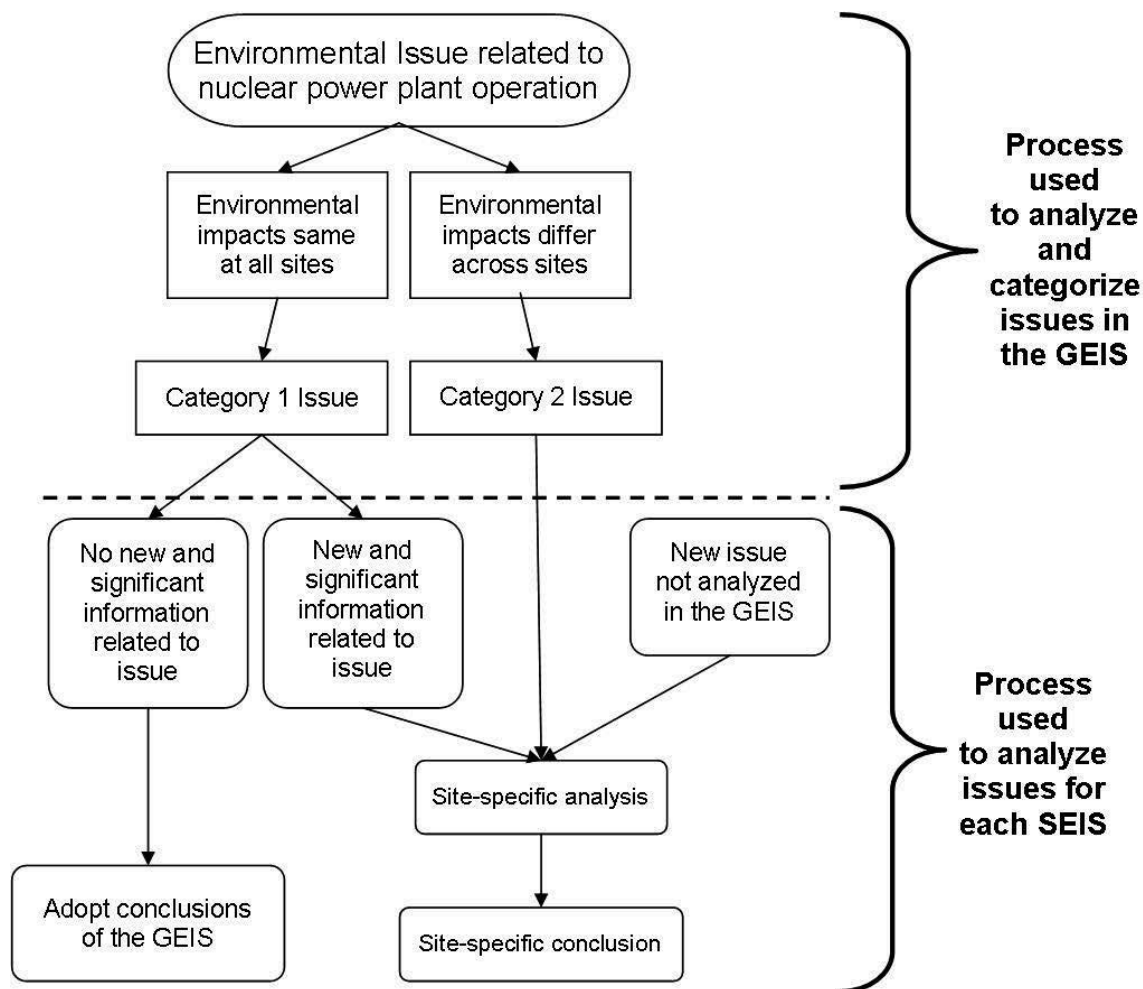 Environmental Issue related to
nuclear power plant operation
Environmental
impacts same
at all sites
Environmental
impacts differ
across sites
Category 1 Issue
Category 2 Issue
Process
used
to analyze
and
categorize
issues in
the GEIS
No new and
significant
information
related to
issue
New and
significant
information
related to
issue
New issue
not analyzed
in the GEIS
Site-specific analysis
Adopt conclusions
of the GEIS
Site-specific conclusion
Process
used
to analyze
issues for
each SEIS